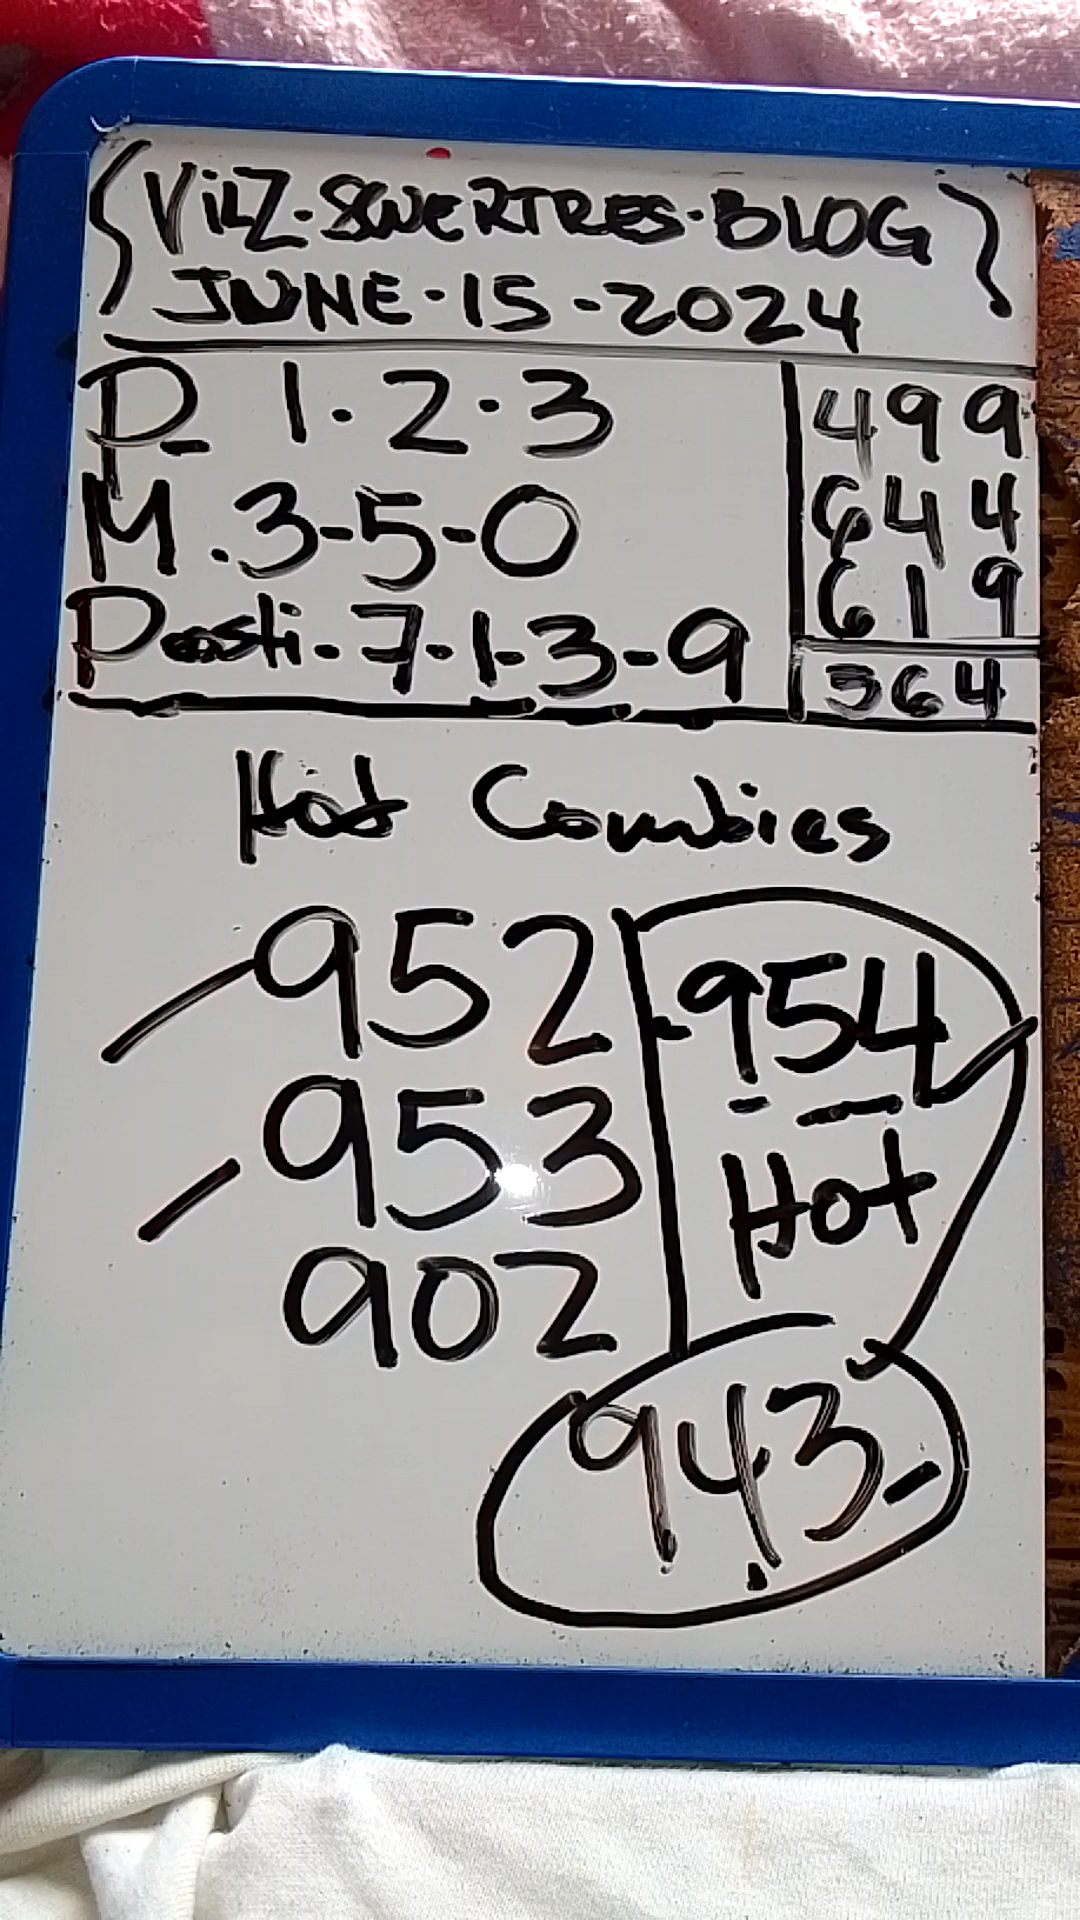 ViLZ-SWERTRES-BLOG
JUNE-15-2024
P 1-2-3
M.3-5-0
Pasti-7-1-3-9
499
644
619
364
Hot Combies
952
953
902
954
Hot
943